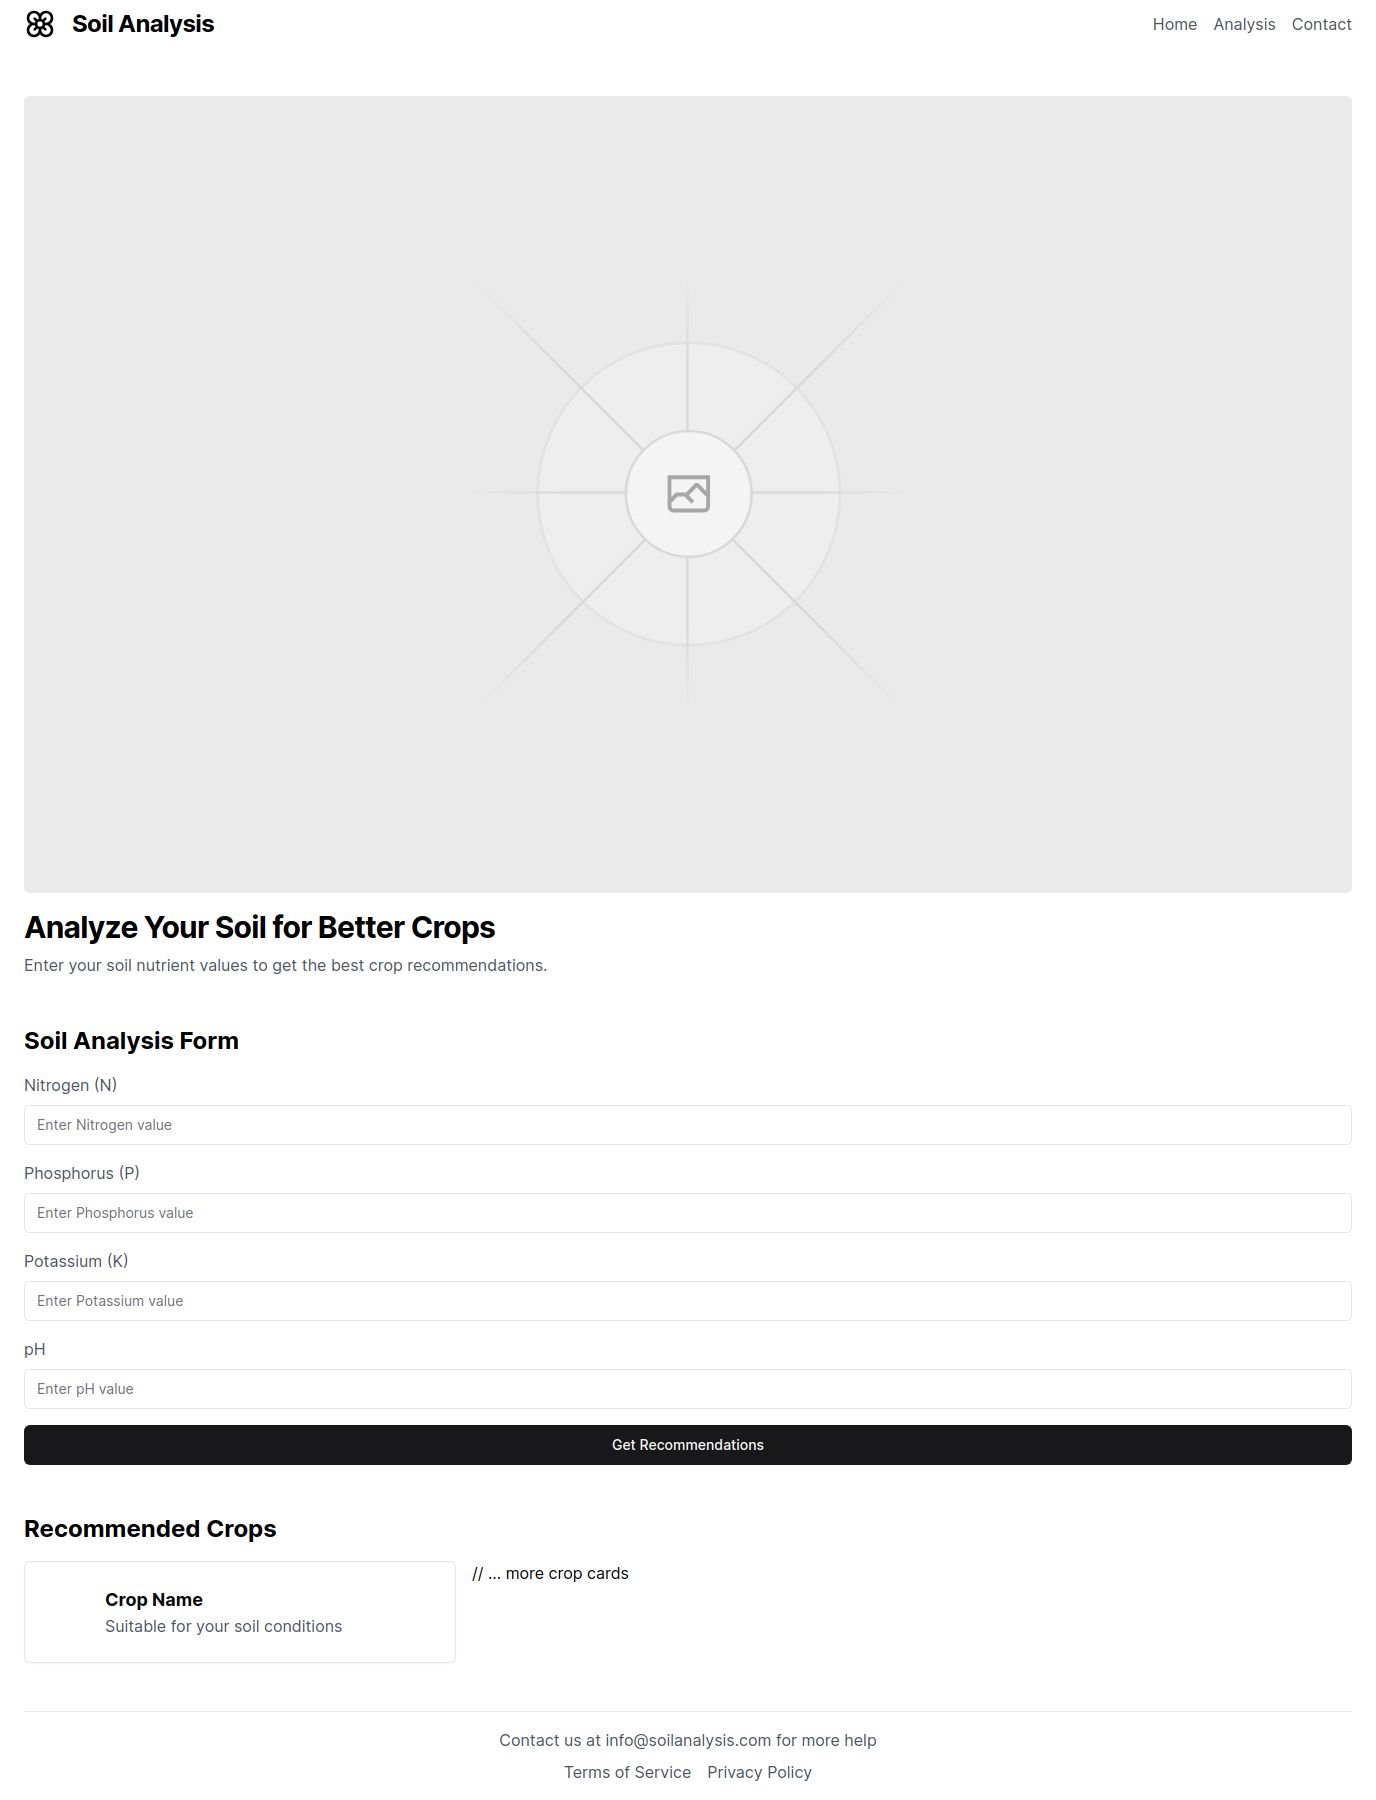 Soil Analysis
Home Analysis Contact
Analyze Your Soil for Better Crops
Enter your soil nutrient values to get the best crop recommendations.
Soil Analysis Form
Nitrogen (N)
Enter Nitrogen value
Phosphorus (P)
Enter Phosphorus value
Potassium (K)
Enter Potassium value
pH
Enter pH value
Get Recommendations
Recommended Crops
Crop Name
Suitable for your soil conditions
// ... more crop cards
Contact us at info@soilanalysis.com for more help
Terms of Service Privacy Policy